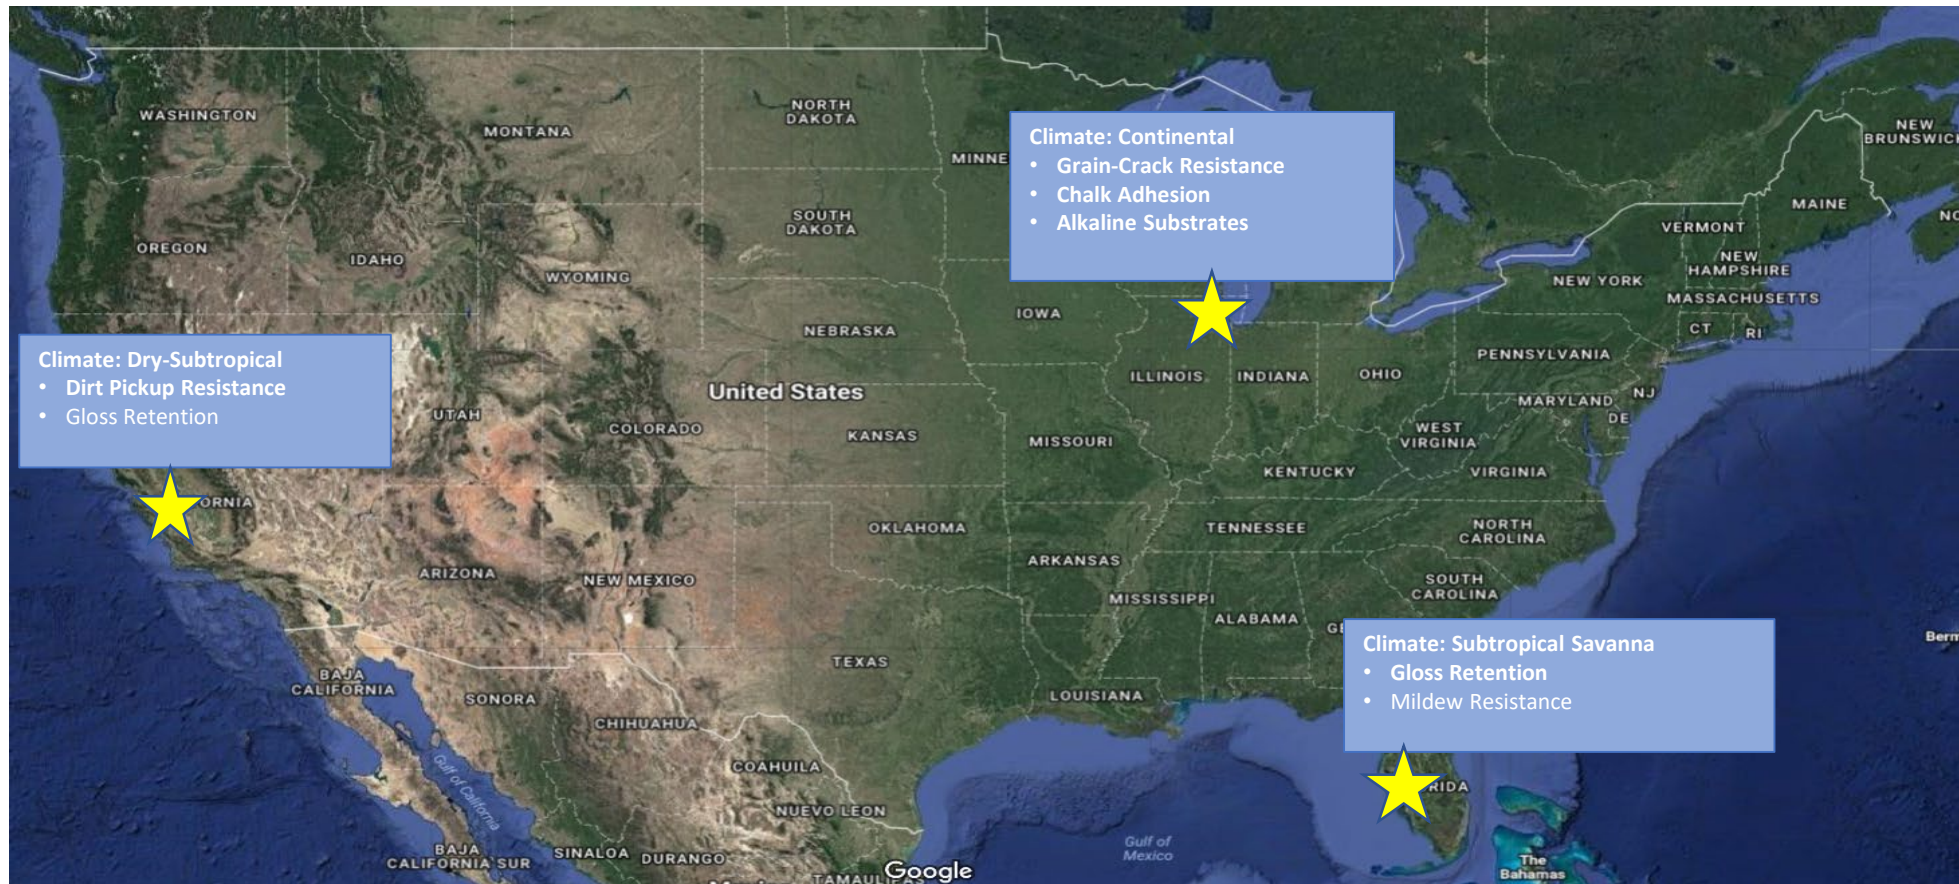 WASHINGTON
MONTANA
NORTH
DAKOTA
MINNE
OREGON
IDAHO
WYOMING
SOUTH
DAKOTA
NEBRASKA
IOWA
Climate: Continental
• Grain-Crack Resistance
• Chalk Adhesion
• Alkaline Substrates
NEW
BRUNSWICK
MAINE
VERMONT
NEW
HAMPSHIRE
NEW YORK
MASSACHUSETTS
CT
RI
NO
PENNSYLVANIA
ILLINOIS
INDIANA
OHIO
MARYLAND
NJ
DE
WEST
VIRGINIA
KENTUCKY
VIRGINIA
Climate: Dry-Subtropical
• Dirt Pickup Resistance
• Gloss Retention
UTAH
COLORADO
United States
KANSAS
MISSOURI
ORNIA
OKLAHOMA
TENNESSEE
NORTH
CAROLINA
ARIZONA
NEW MEXICO
ARKANSAS
SOUTH
CAROLINA
MISSISSIPPI
ALABAMA
GE
TEXAS
LOUISIANA
Climate: Subtropical Savanna
• Gloss Retention
• Mildew Resistance
Berm
BAJA
CALIFORNIA
SONORA
CHIHUAHUA
COAHUILA
Gulf of California
NUEVO LEON
RIDA
BAJA
CALIFORNIA SUR
SINALOA
DURANGO
TAMAULIPAS
Google
Gulf of
Mexico
The
Bahamas